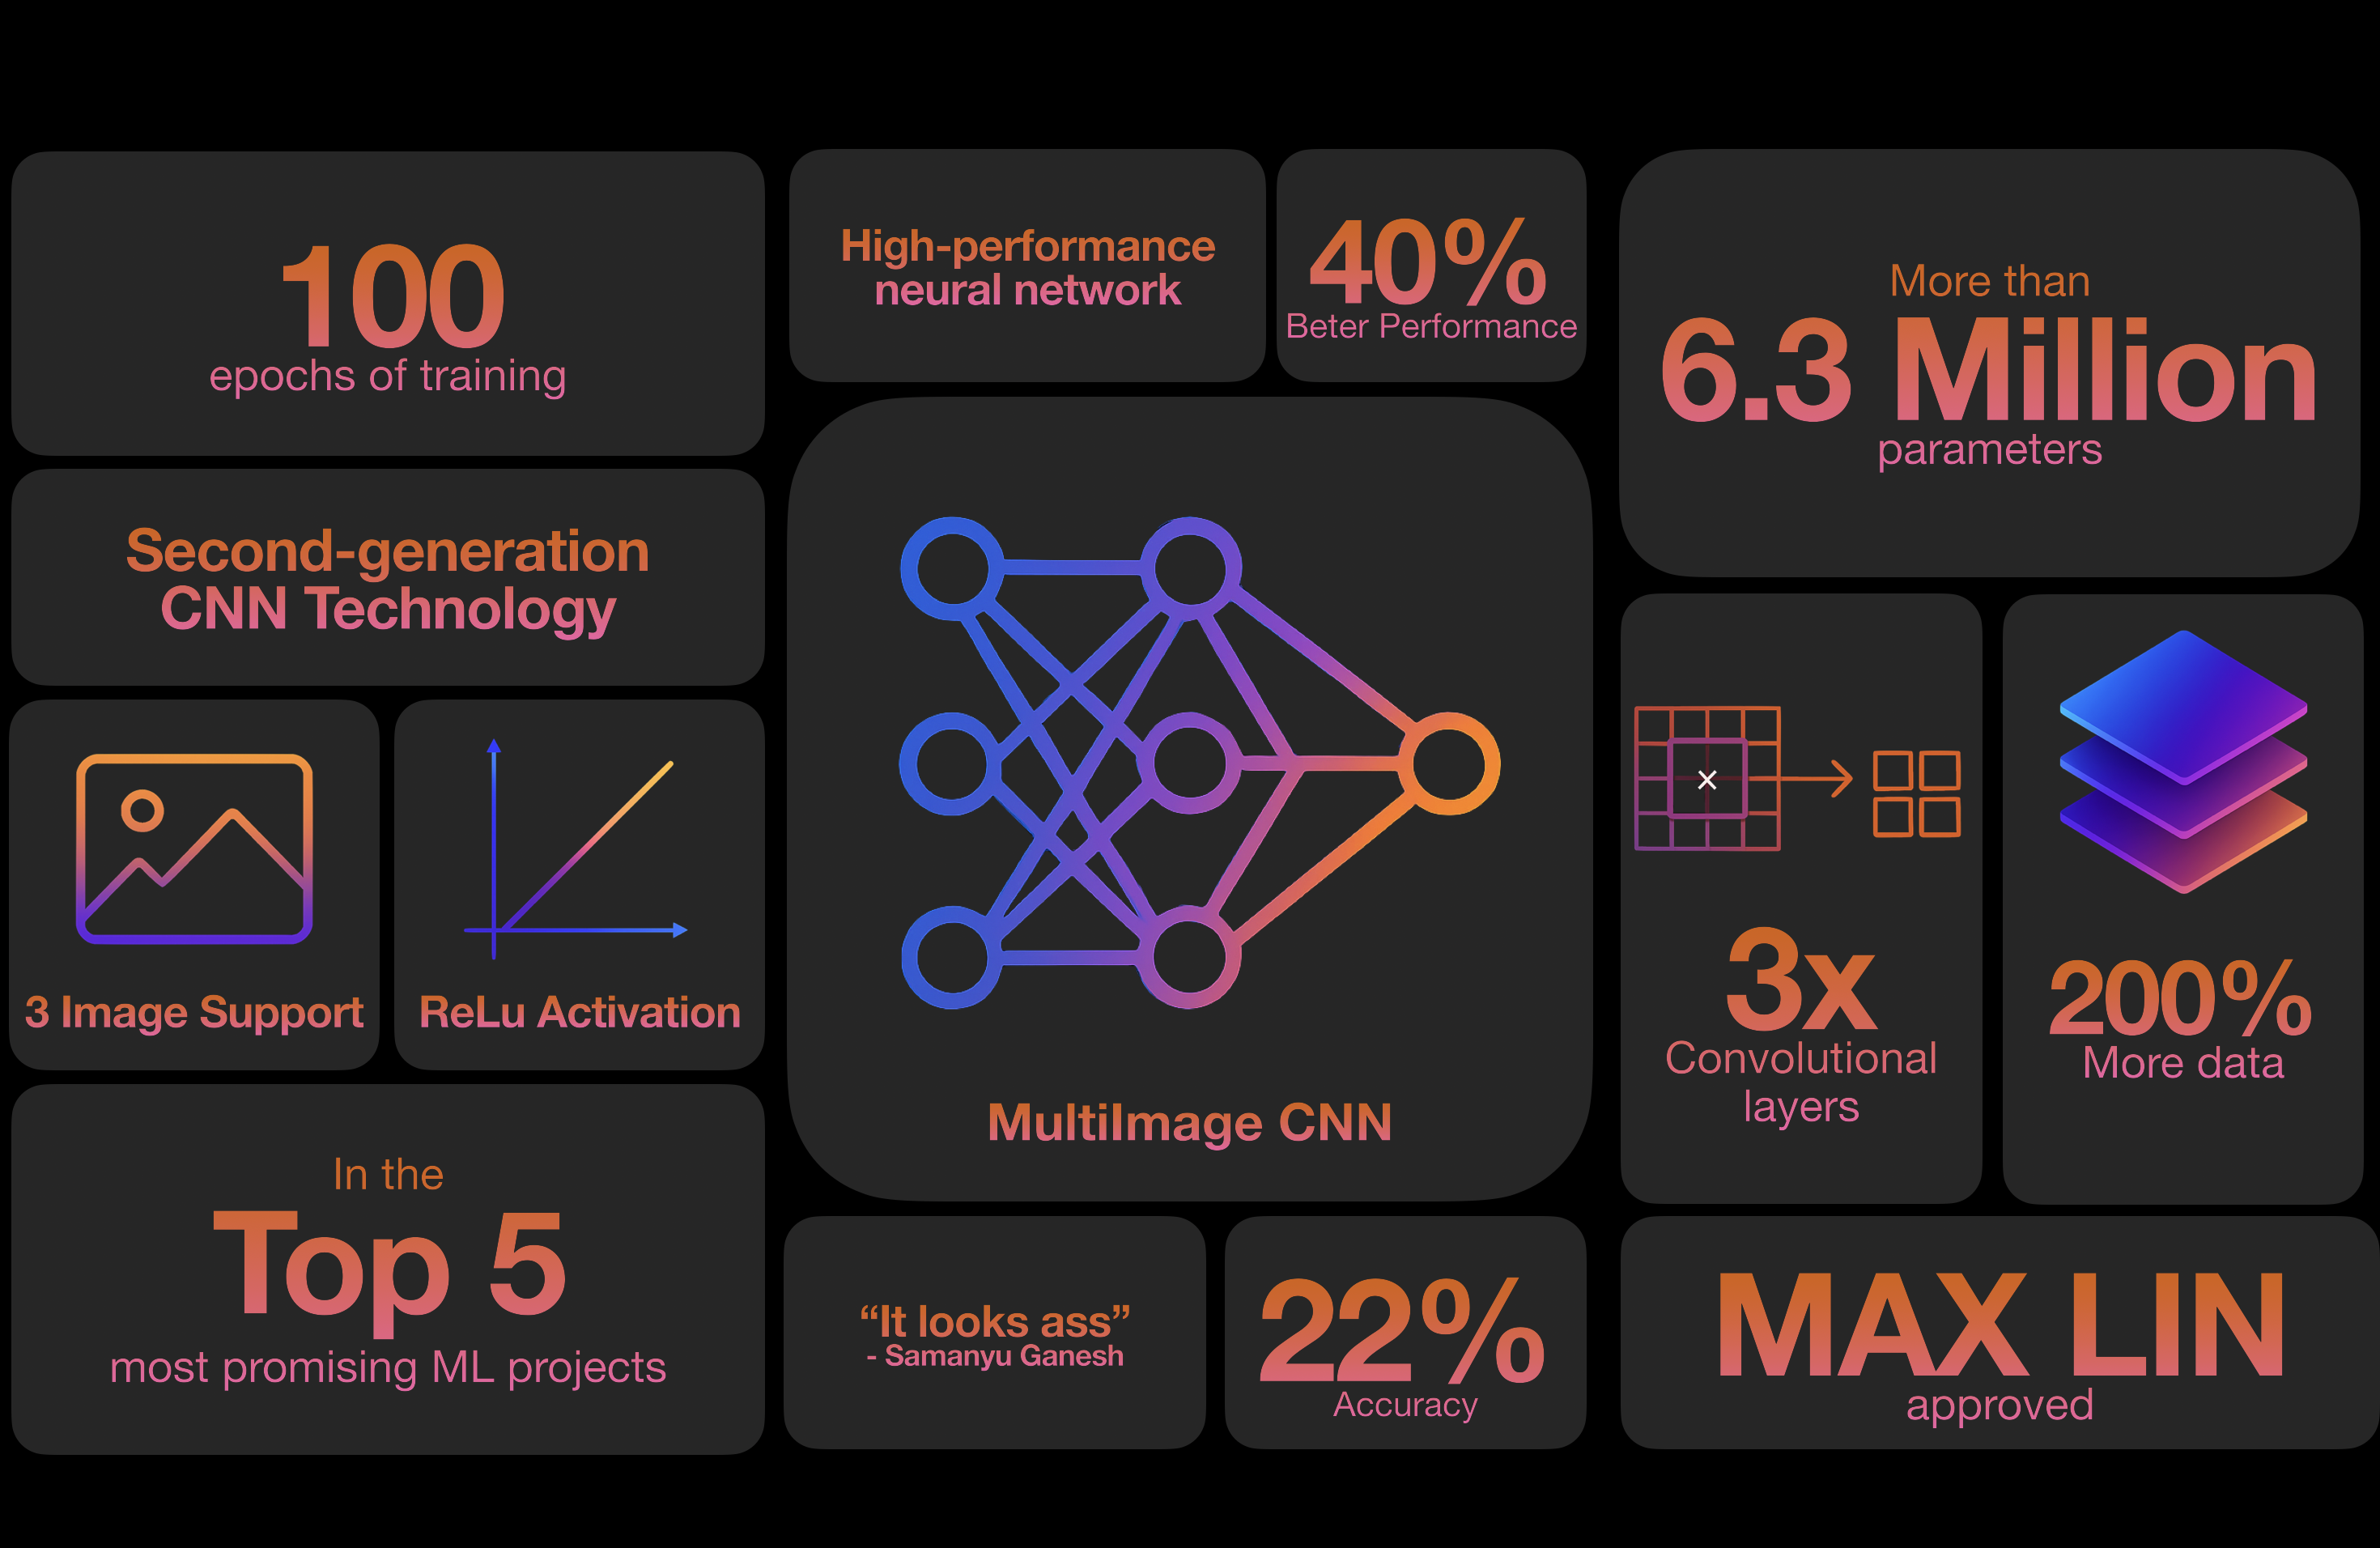 100
epochs of training
Second-generation
CNN Technology
3 Image Support
ReLu Activation
In the
Top 5
most promising ML projects
High-performance
neural network
40%
Beter Performance
MultiImage CNN
“It looks ass”
- Samanyu Ganesh
22%
Accuracy
More than
6.3 Million
parameters
3x
Convolutional
layers
200%
More data
MAX LIN
approved